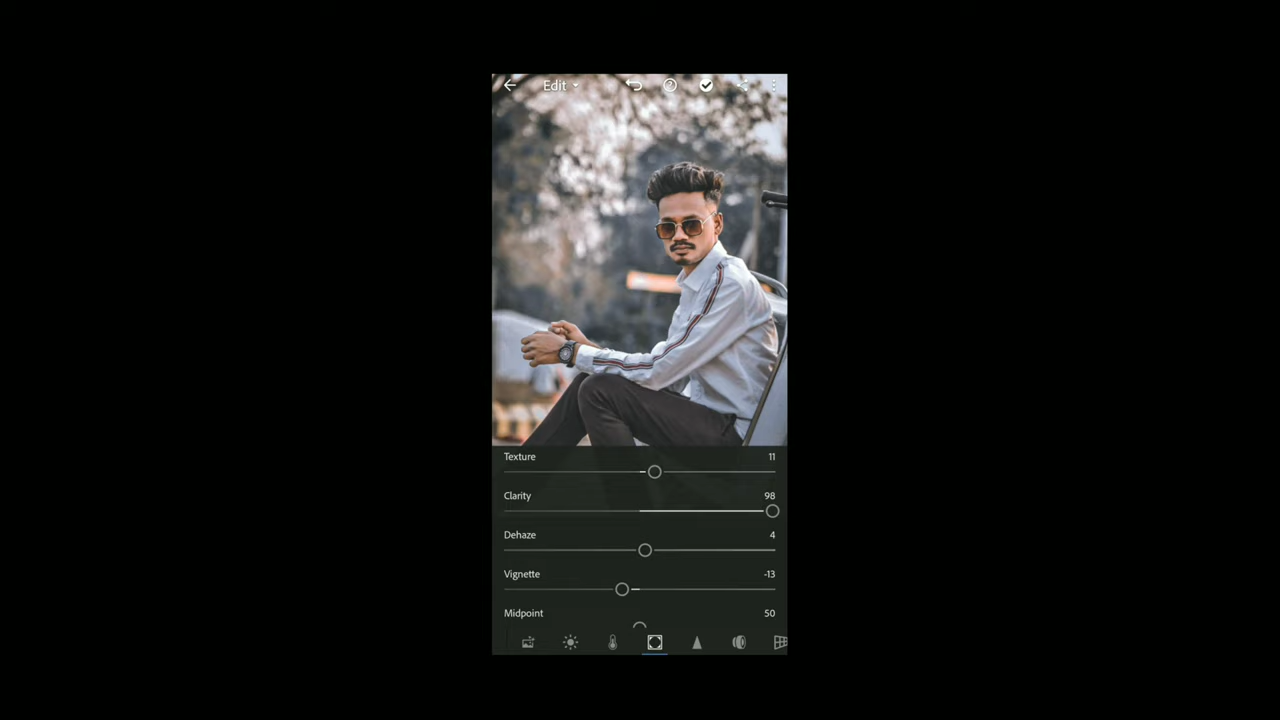 Edit
Texture 11
Clarity 98
Dehaze 4
Vignette -13
Midpoint 50